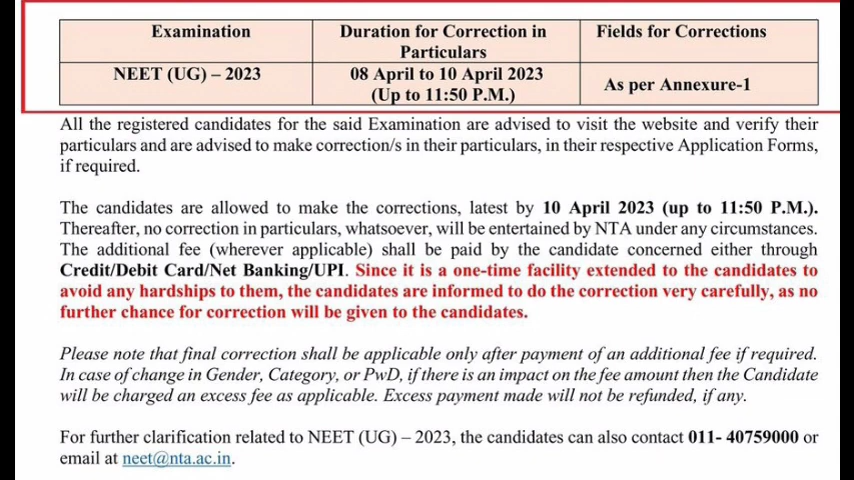 Examination Duration for Correction in Particulars Fields for Corrections
NEET (UG) – 2023 08 April to 10 April 2023 (Up to 11:50 P.M.) As per Annexure-1
All the registered candidates for the said Examination are advised to visit the website and verify their
particulars and are advised to make correction/s in their particulars, in their respective Application Forms,
if required.
The candidates are allowed to make the corrections, latest by 10 April 2023 (up to 11:50 P.M.).
Thereafter, no correction in particulars, whatsoever, will be entertained by NTA under any circumstances.
The additional fee (wherever applicable) shall be paid by the candidate concerned either through
Credit/Debit Card/Net Banking/UPI. Since it is a one-time facility extended to the candidates to
avoid any hardships to them, the candidates are informed to do the correction very carefully, as no
further chance for correction will be given to the candidates.
Please note that final correction shall be applicable only after payment of an additional fee if required.
In case of change in Gender, Category, or PwD, if there is an impact on the fee amount then the Candidate
will be charged an excess fee as applicable. Excess payment made will not be refunded, if any.
For further clarification related to NEET (UG) – 2023, the candidates can also contact 011- 40759000 or
email at neet@nta.ac.in.